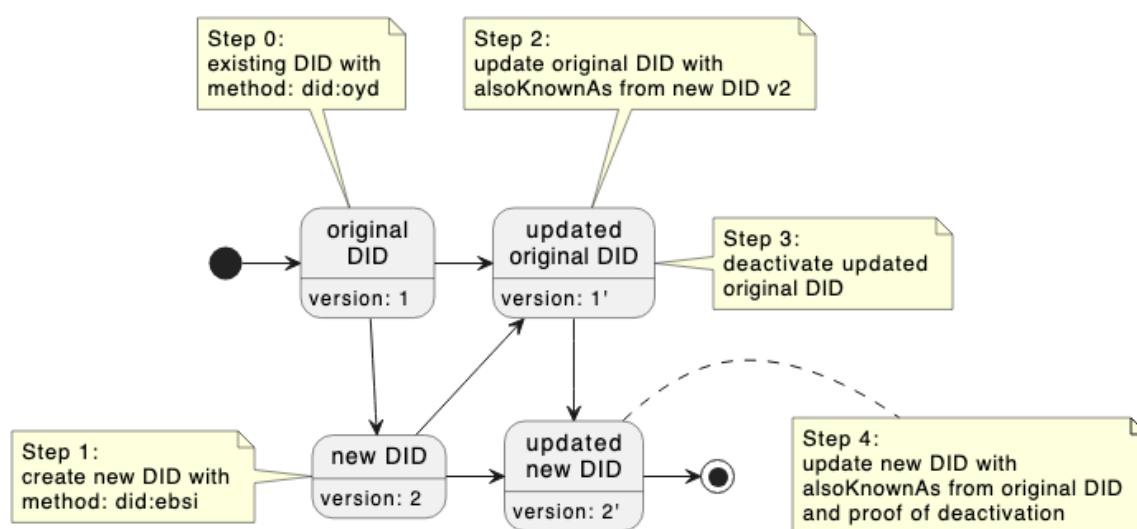 Step 0:
existing DID with
method: did:oyd
Step 2:
update original DID with
alsoKnownAs from new DID v2
original
DID
version: 1
updated
original DID
version: 1'
Step 3:
deactivate updated
original DID
Step 1:
create new DID with
method: did:ebsi
new DID
version: 2
updated
new DID
version: 2'
Step 4:
update new DID with
alsoKnownAs from original DID
and proof of deactivation